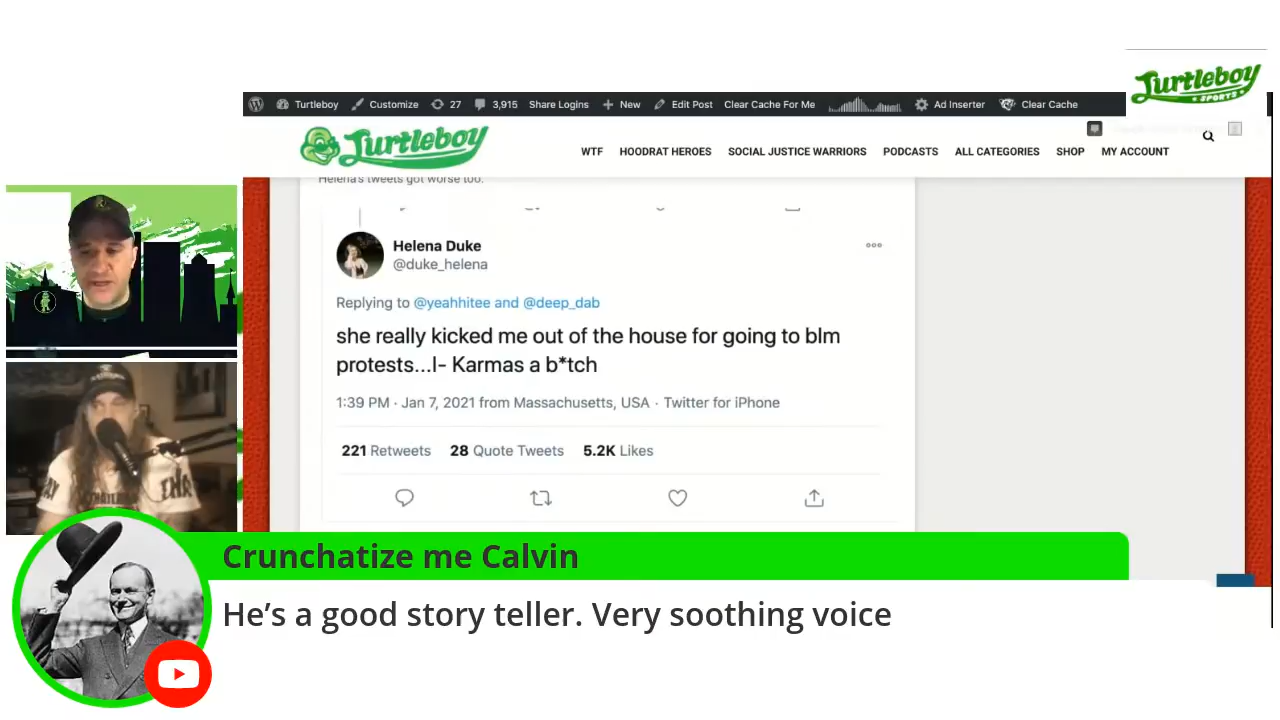 Turtleboy
SPORTS
Turtleboy Customize 27 3,915 Share Logins New Edit Post Clear Cache For Me Ad Inserter Clear Cache
Turtleboy
WTF HOODRAT HEROES SOCIAL JUSTICE WARRIORS PODCASTS ALL CATEGORIES SHOP MY ACCOUNT
Helena's tweets got worse too.
Helena Duke
@duke_helena
Replying to @yeahhitee and @deep_dab
she really kicked me out of the house for going to blm
protests...I- Karmas a b*tch
1:39 PM · Jan 7, 2021 from Massachusetts, USA · Twitter for iPhone
221 Retweets 28 Quote Tweets 5.2K Likes
Crunchatize me Calvin
He's a good story teller. Very soothing voice